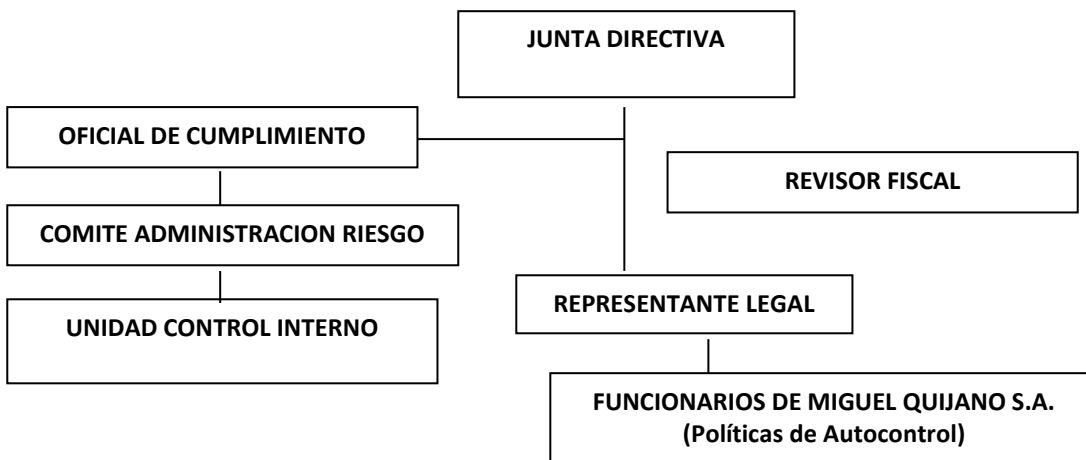 JUNTA DIRECTIVA
OFICIAL DE CUMPLIMIENTO
REVISOR FISCAL
COMITE ADMINISTRACION RIESGO
REPRESENTANTE LEGAL
UNIDAD CONTROL INTERNO
FUNCIONARIOS DE MIGUEL QUIJANO S.A.
(Políticas de Autocontrol)